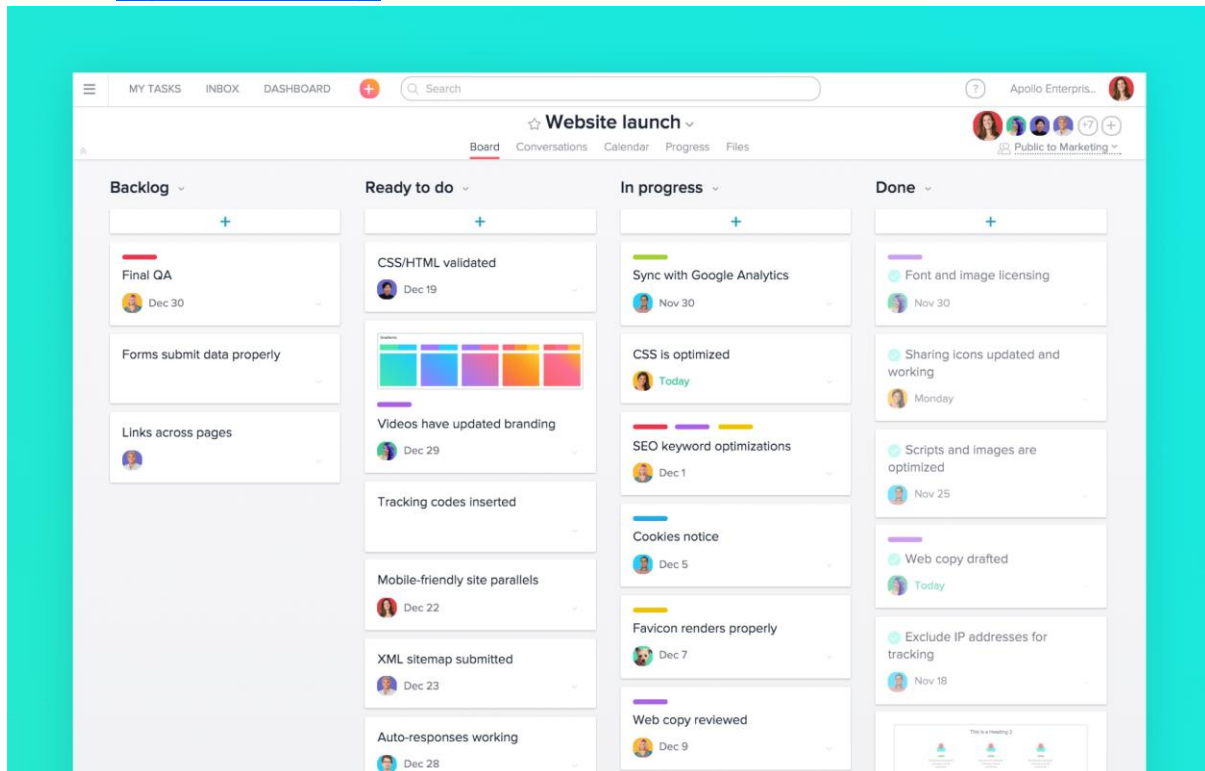 MY TASKS INBOX DASHBOARD
Search
?
Apollo Enterpris..
Website launch
+7
Board Conversations Calendar Progress Files
Public to Marketing
Backlog
+
Final QA
Dec 30
Forms submit data properly
Links across pages
Ready to do
+
CSS/HTML validated
Dec 19
Gradients
Videos have updated branding
Dec 29
Tracking codes inserted
Mobile-friendly site parallels
Dec 22
XML sitemap submitted
Dec 23
Auto-responses working
Dec 28
In progress
+
Sync with Google Analytics
Nov 30
CSS is optimized
Today
SEO keyword optimizations
Dec 1
Cookies notice
Dec 5
Favicon renders properly
Dec 7
Web copy reviewed
Dec 9
Done
+
Font and image licensing
Nov 30
Sharing icons updated and
working
Monday
Scripts and images are
optimized
Nov 25
Web copy drafted
Today
Exclude IP addresses for
tracking
Nov 18
This is a Heading 2